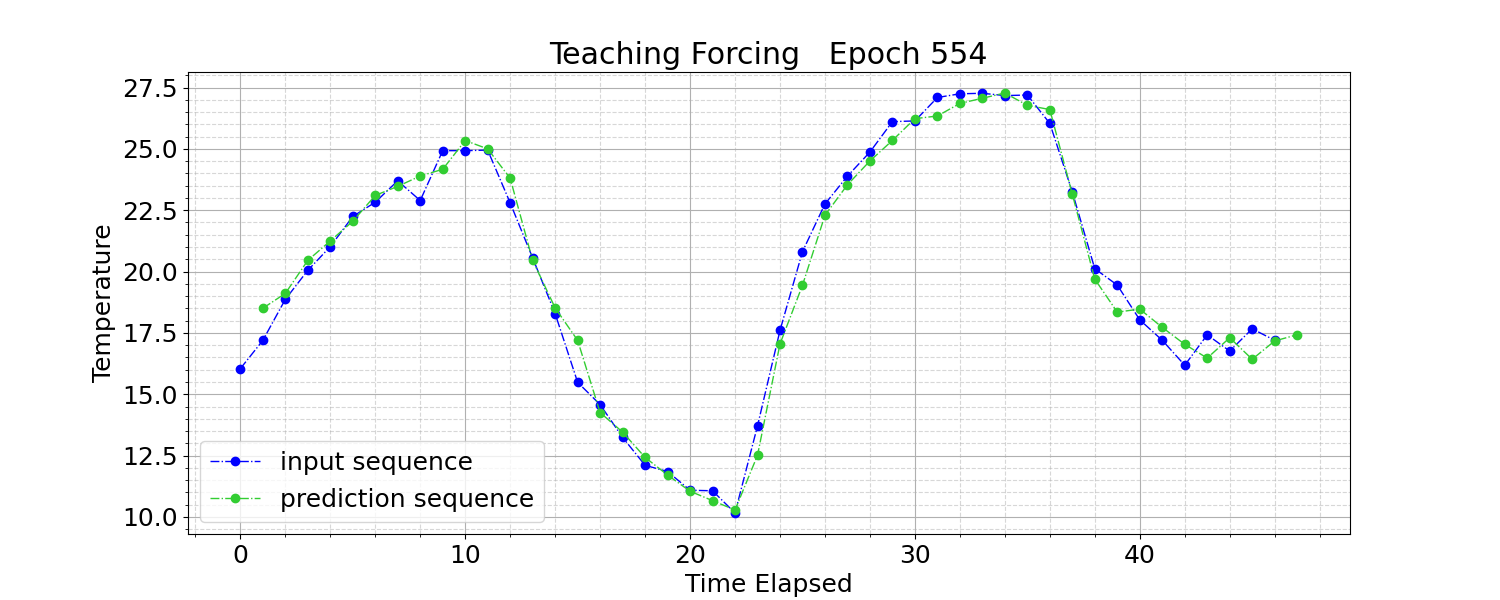 Teaching Forcing   Epoch 554
27.5
25.0
22.5
20.0
17.5
15.0
12.5
10.0
Temperature
input sequence
prediction sequence
0 10 20 30 40
Time Elapsed